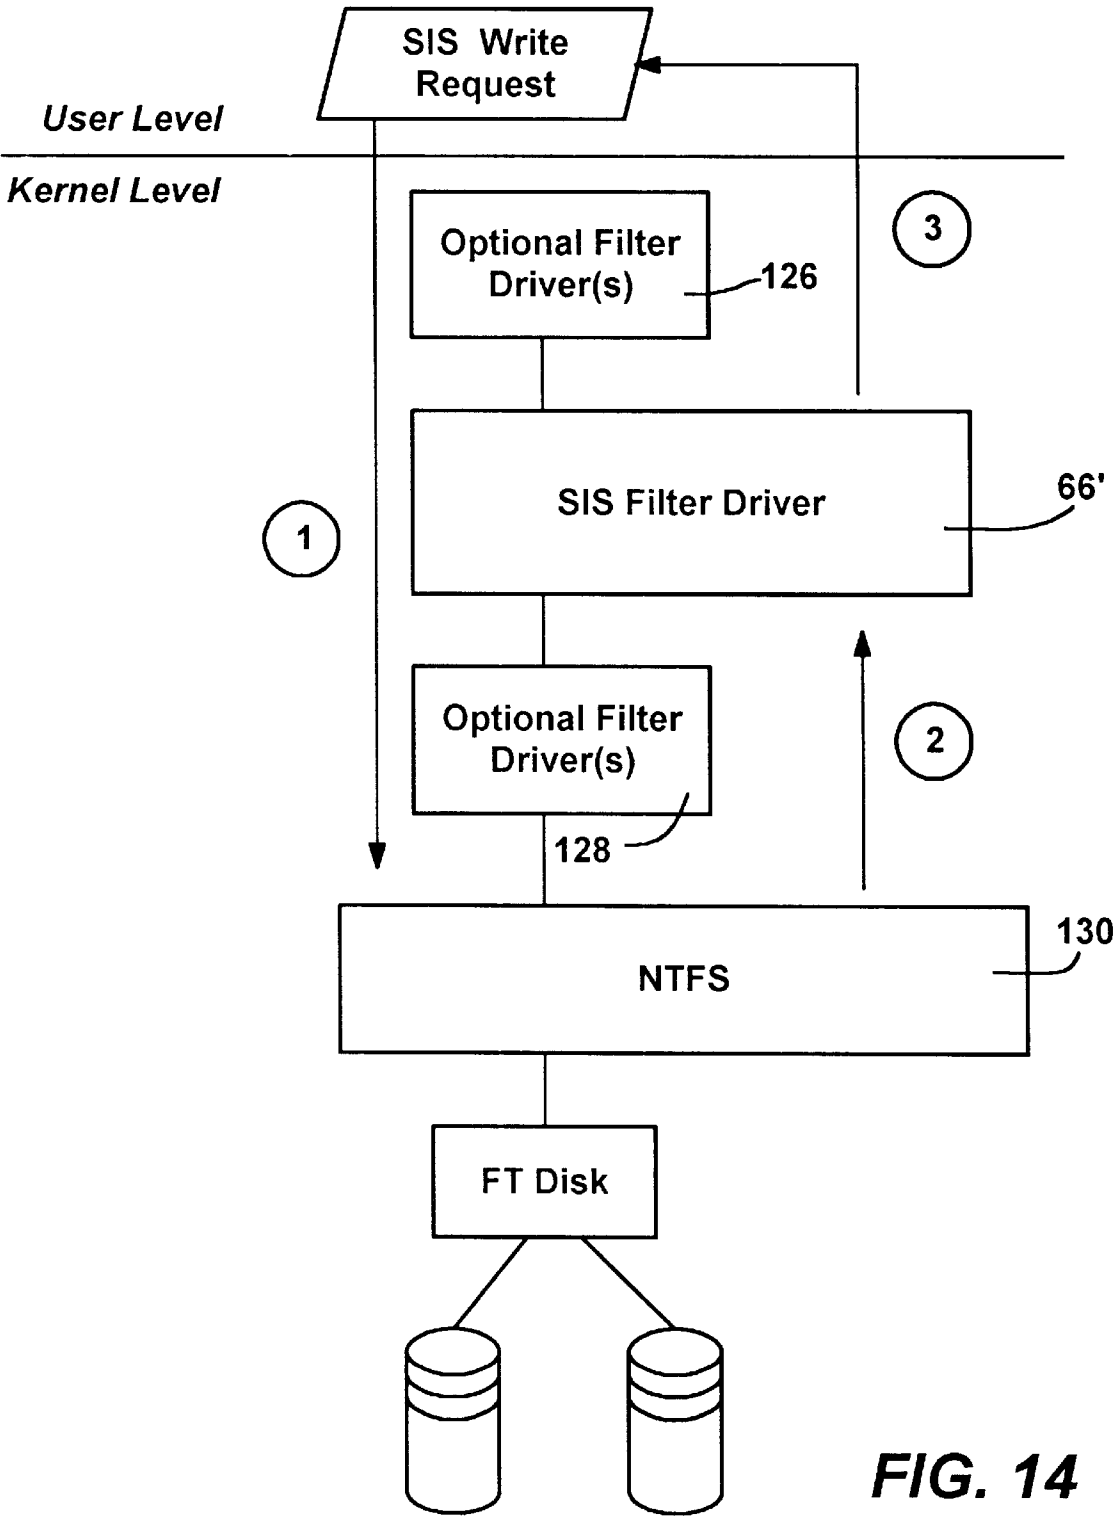 SIS Write
Request
User Level
Kernel Level
Optional Filter
Driver(s)
126
3
SIS Filter Driver
66'
1
Optional Filter
Driver(s)
128
2
NTFS
130
FT Disk
FIG. 14